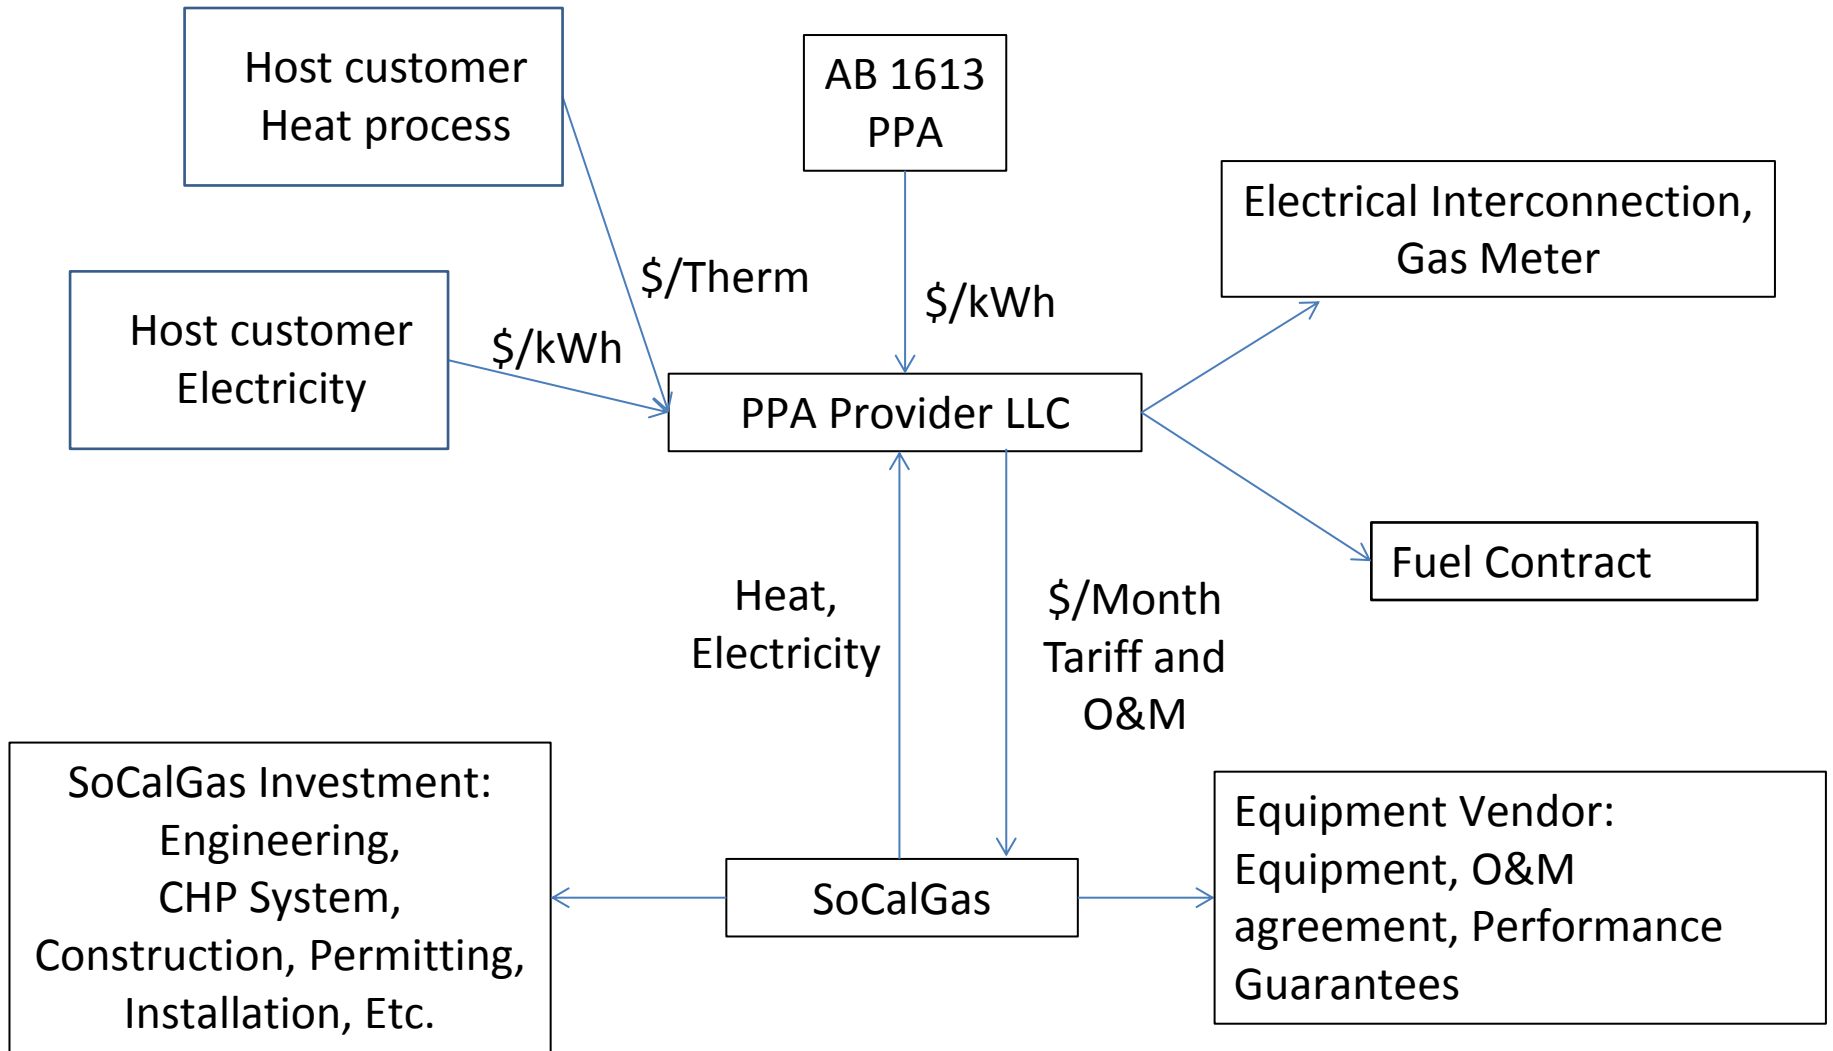 Host customer
Heat process
AB 1613
PPA
Electrical Interconnection,
Gas Meter
$/Therm
$/kWh
Host customer
Electricity
$/kWh
PPA Provider LLC
Fuel Contract
Heat,
Electricity
$/Month
Tariff and
O&M
SoCalGas Investment:
Engineering,
CHP System,
Construction, Permitting,
Installation, Etc.
SoCalGas
Equipment Vendor:
Equipment, O&M
agreement, Performance
Guarantees